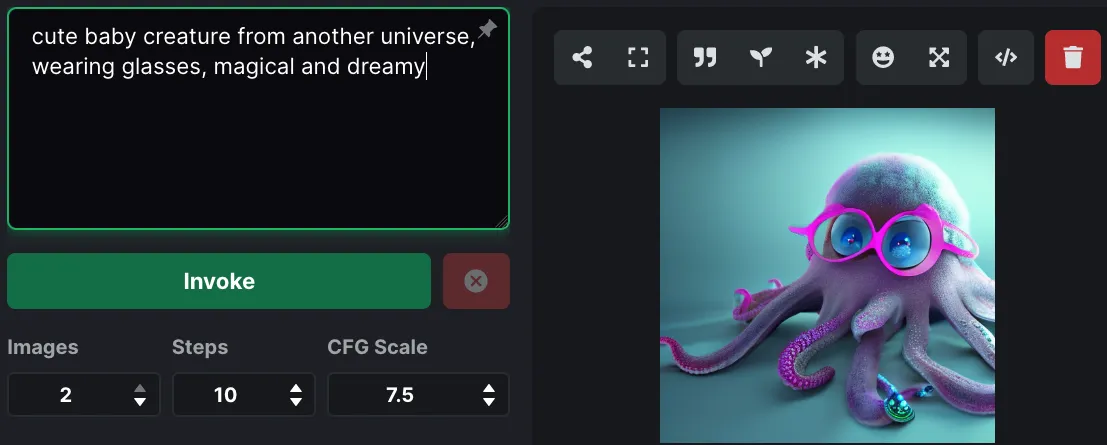 cute baby creature from another universe,
wearing glasses, magical and dreamy
Invoke
Images
Steps
CFG Scale
2
10
7.5